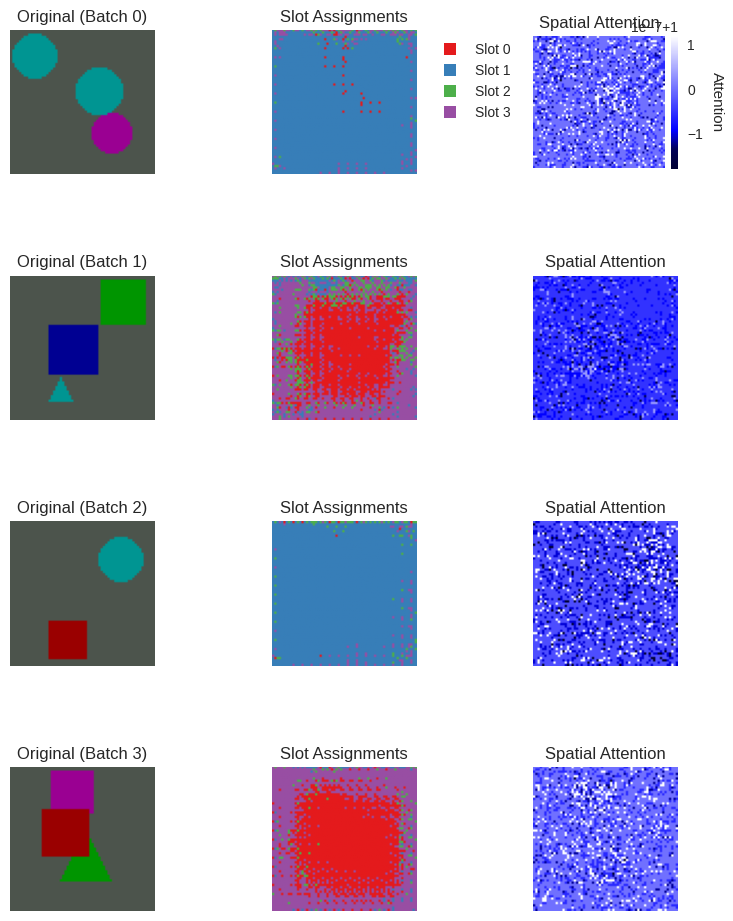 Original (Batch 0)
Slot Assignments
Slot 0
Slot 1
Slot 2
Slot 3
Spatial Attention
1e−7+1
1
0
−1
Attention
Original (Batch 1)
Slot Assignments
Spatial Attention
Original (Batch 2)
Slot Assignments
Spatial Attention
Original (Batch 3)
Slot Assignments
Spatial Attention